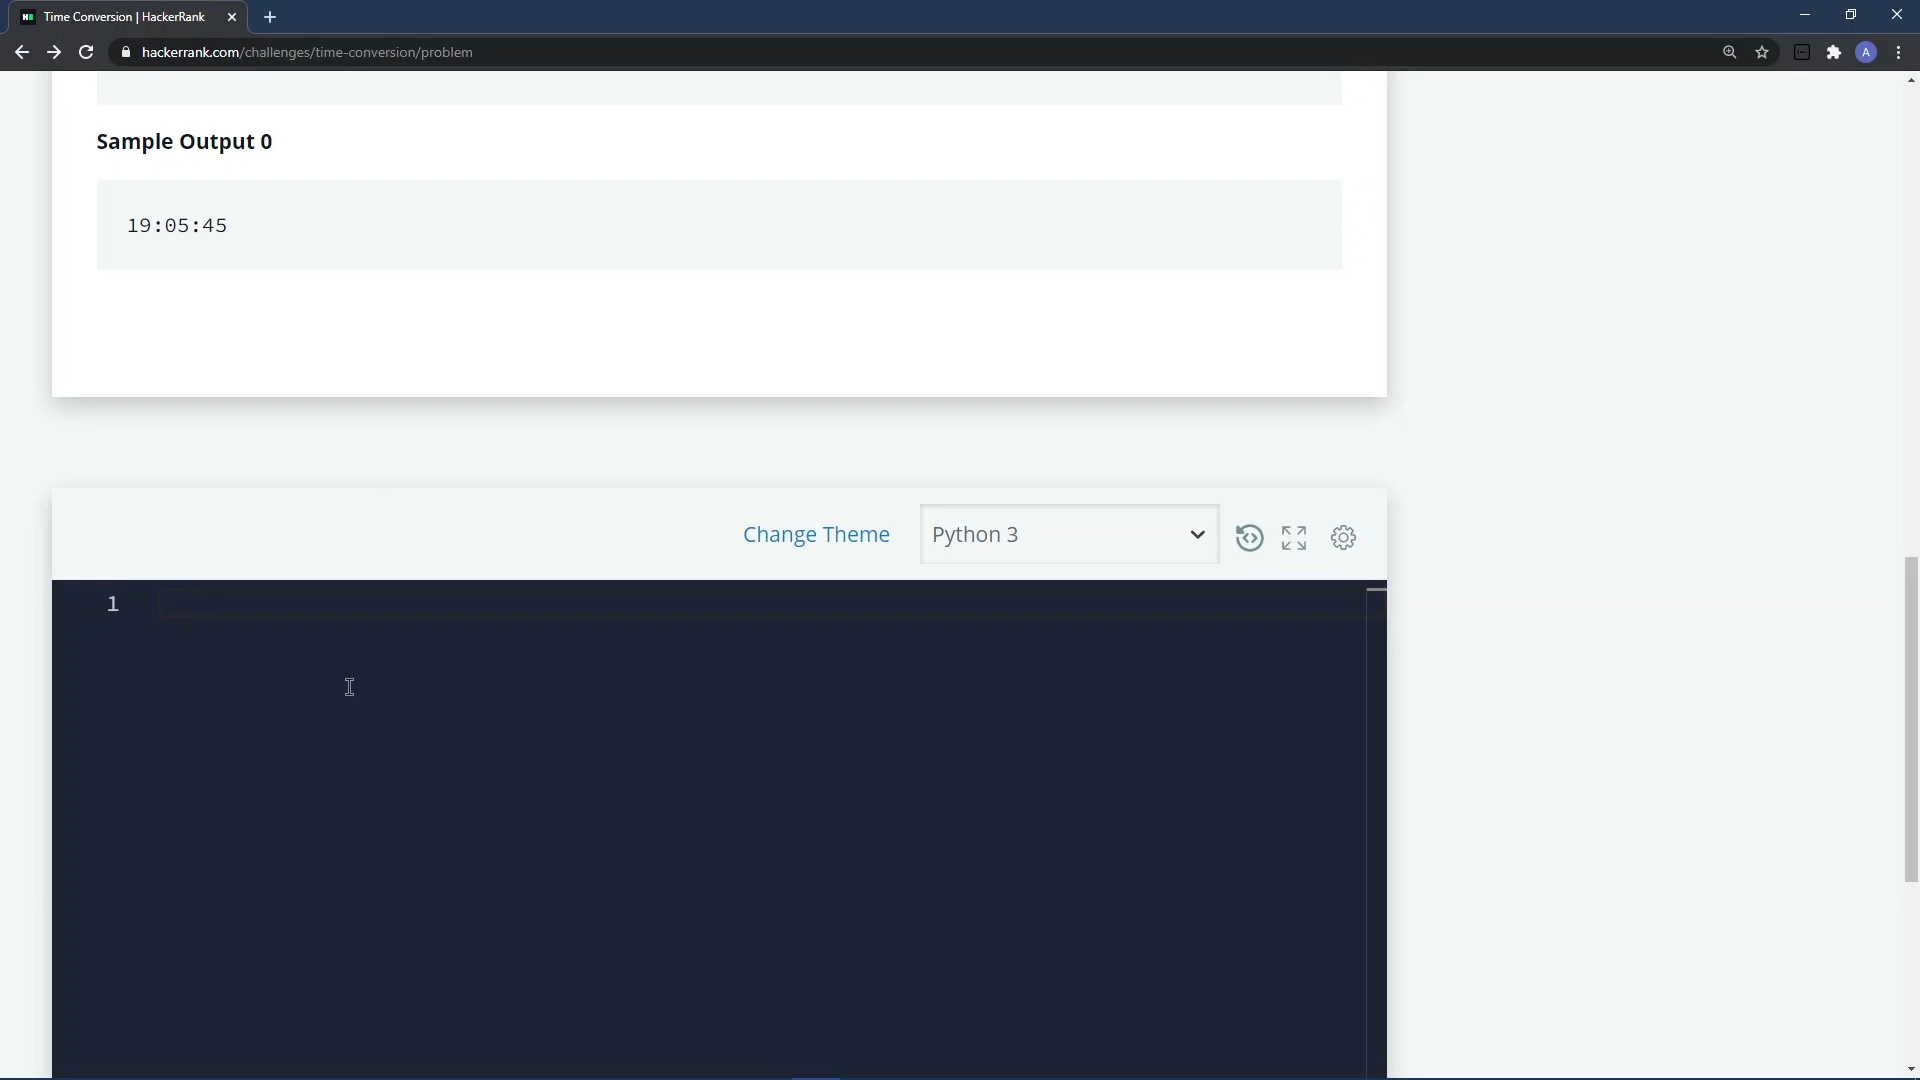 Time Conversion | HackerRank
hackerrank.com/challenges/time-conversion/problem
A
Sample Output 0
19:05:45
Change Theme
Python 3
1